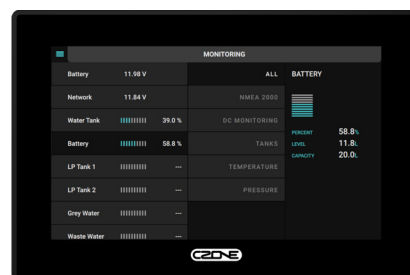 MONITORING
Battery 11.98 V
Network 11.84 V
Water Tank 39.0 %
Battery 58.8 %
LP Tank 1 ---
LP Tank 2 ---
Grey Water ---
Waste Water ---
ALL
NMEA 2000
DC MONITORING
TANKS
TEMPERATURE
PRESSURE
BATTERY
PERCENT 58.8%
LEVEL 11.8L
CAPACITY 20.0L
CZONE